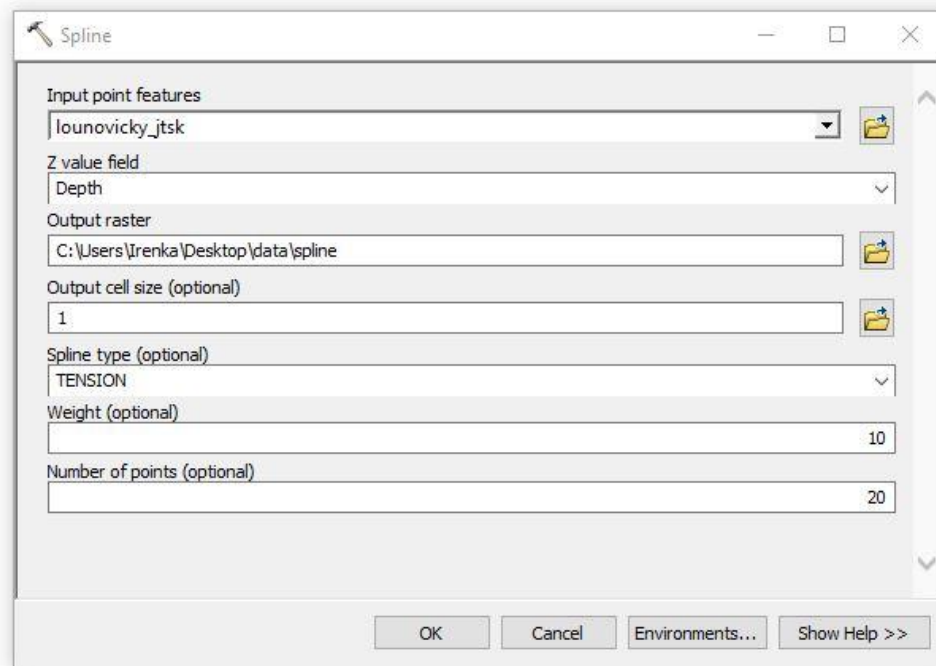 Spline
Input point features
lounovicky_jtsk
Z value field
Depth
Output raster
C:\Users\Irenka\Desktop\data\spline
Output cell size (optional)
1
Spline type (optional)
TENSION
Weight (optional)
10
Number of points (optional)
20
OK Cancel Environments... Show Help >>